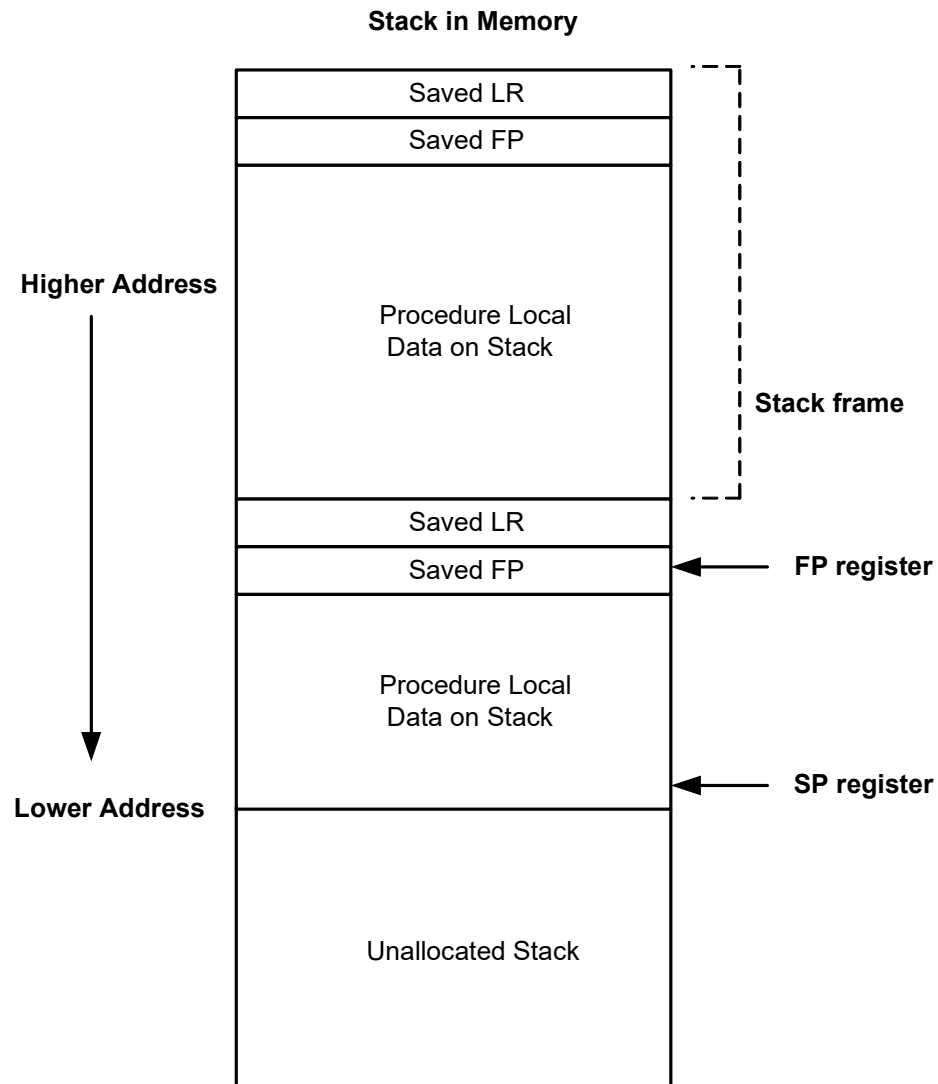 Stack in Memory
Saved LR
Saved FP
Higher Address
Procedure Local
Data on Stack
Stack frame
Saved LR
Saved FP
FP register
Procedure Local
Data on Stack
SP register
Lower Address
Unallocated Stack